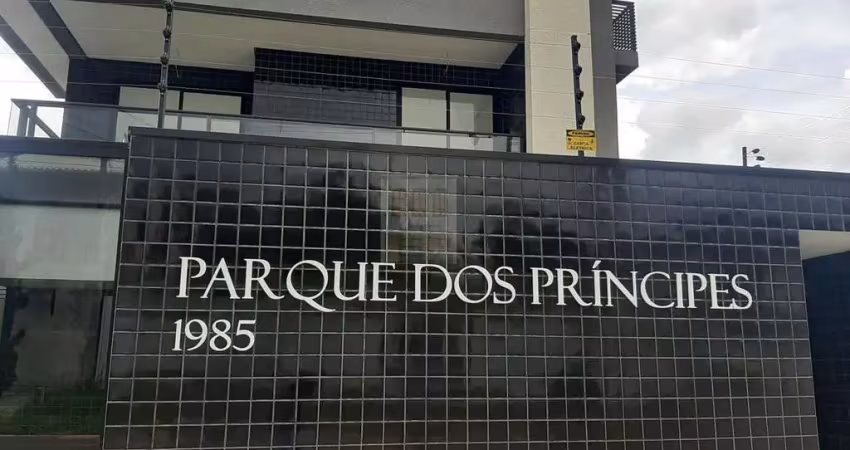 PARQUE DOS PRÍNCIPES
1985